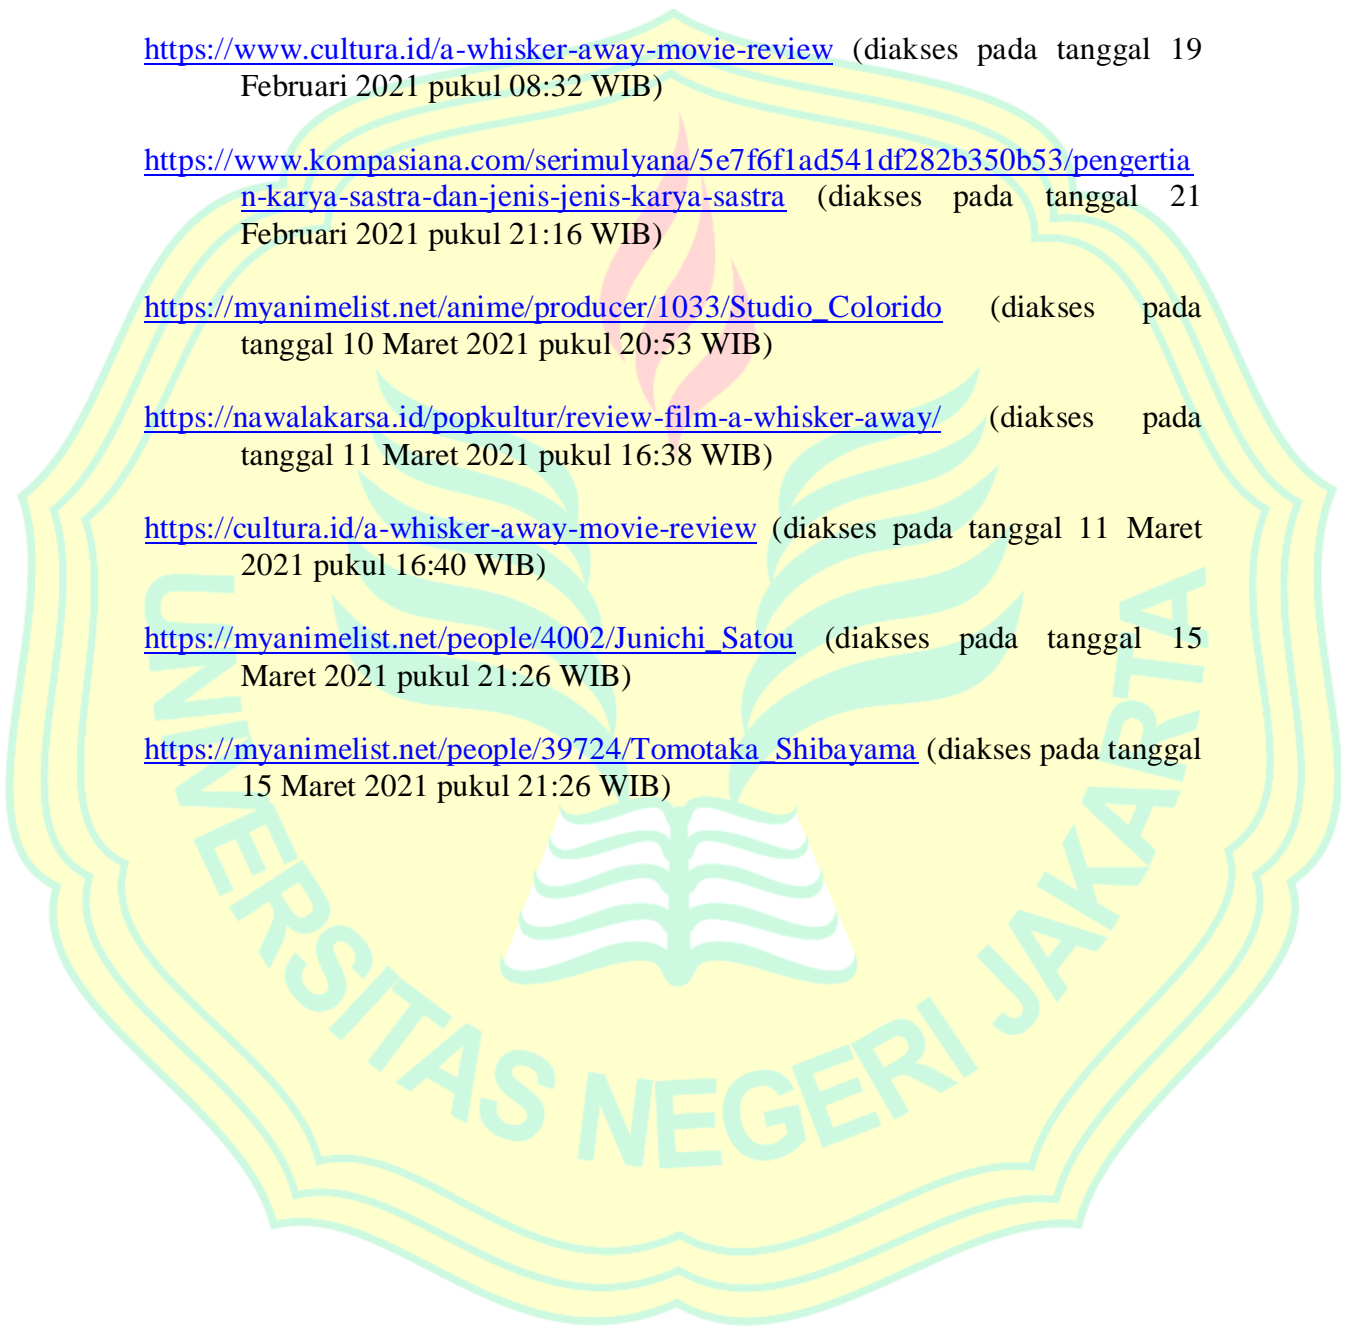 https://www.cultura.id/a-whisker-away-movie-review (diakses pada tanggal 19
Februari 2021 pukul 08:32 WIB)
https://www.kompasiana.com/serimulyana/5e7f6f1ad541df282b350b53/pengertia
n-karya-sastra-dan-jenis-jenis-karya-sastra (diakses pada tanggal 21
Februari 2021 pukul 21:16 WIB)
https://myanimelist.net/anime/producer/1033/Studio_Colorido (diakses pada
tanggal 10 Maret 2021 pukul 20:53 WIB)
https://nawalakarsa.id/popkultur/review-film-a-whisker-away/ (diakses pada
tanggal 11 Maret 2021 pukul 16:38 WIB)
https://cultura.id/a-whisker-away-movie-review (diakses pada tanggal 11 Maret
2021 pukul 16:40 WIB)
https://myanimelist.net/people/4002/Junichi_Satou (diakses pada tanggal 15
Maret 2021 pukul 21:26 WIB)
https://myanimelist.net/people/39724/Tomotaka_Shibayama (diakses pada tanggal
15 Maret 2021 pukul 21:26 WIB)
UNIVERSITAS NEGERI JAKARTA